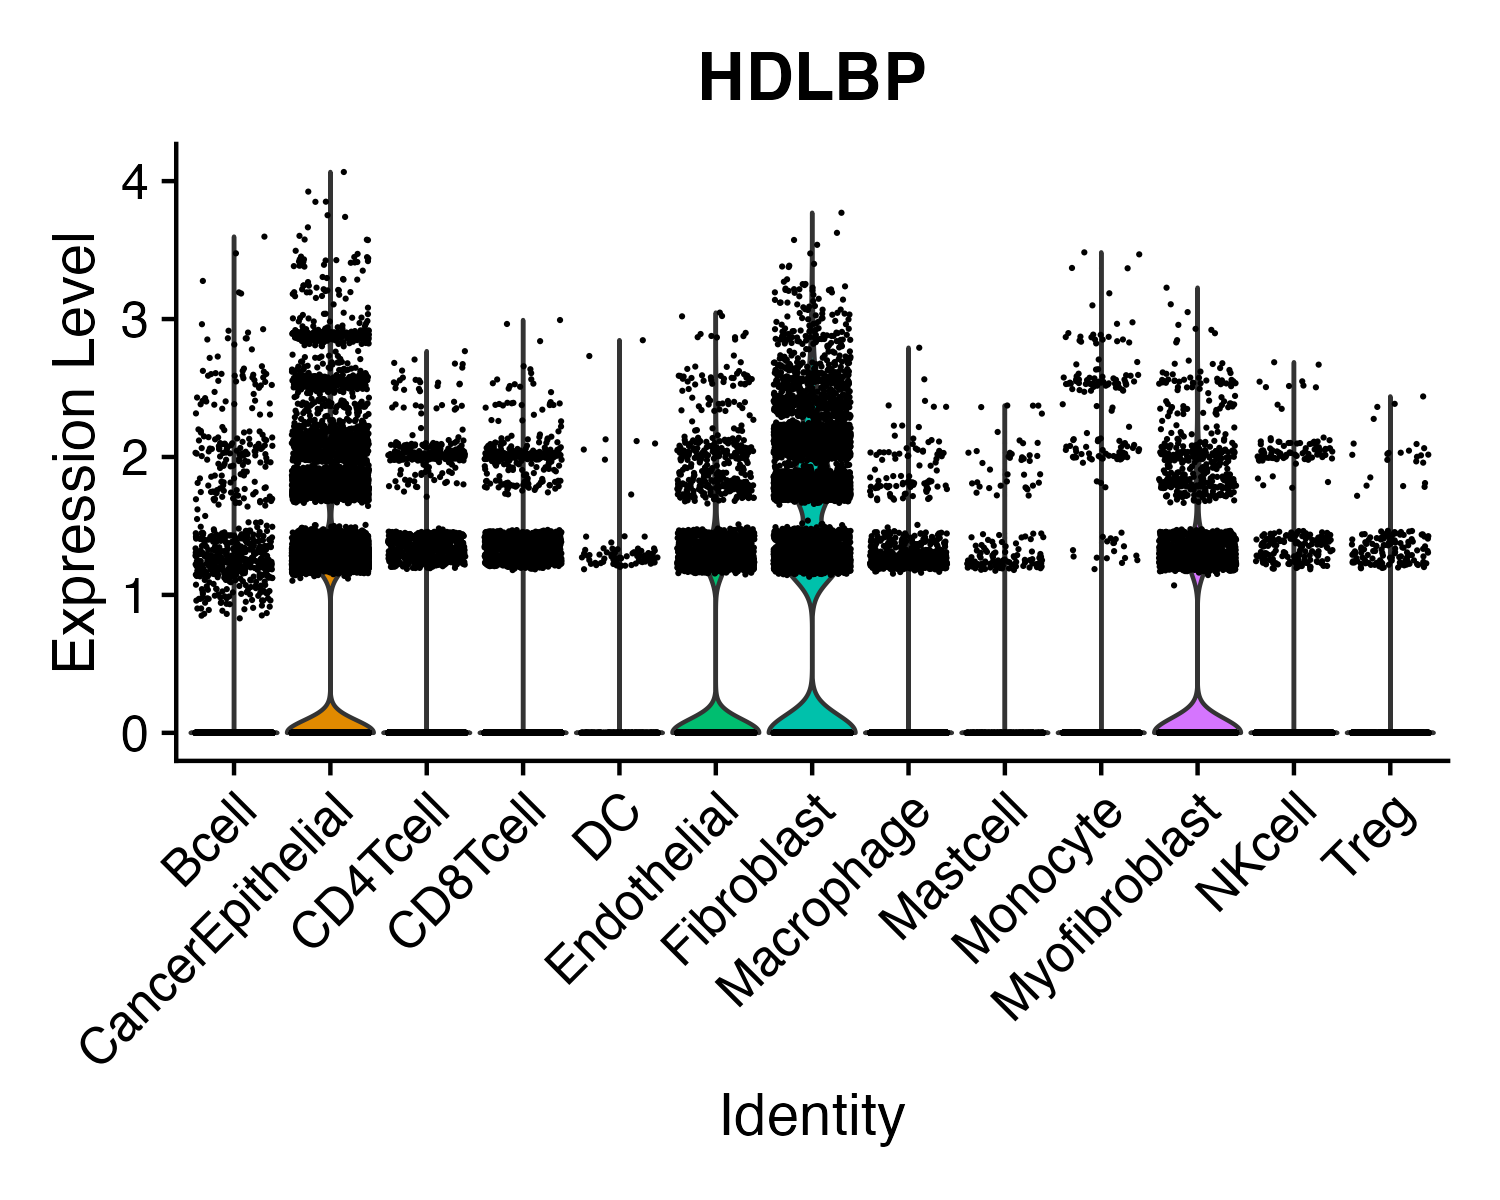 HDLBP
Expression Level
4
3
2
1
0
Bcell
CancerEpithelial
CD4Tcell
CD8Tcell
DC
Endothelial
Fibroblast
Macrophage
Mastcell
Monocyte
Myofibroblast
NKcell
Treg
Identity